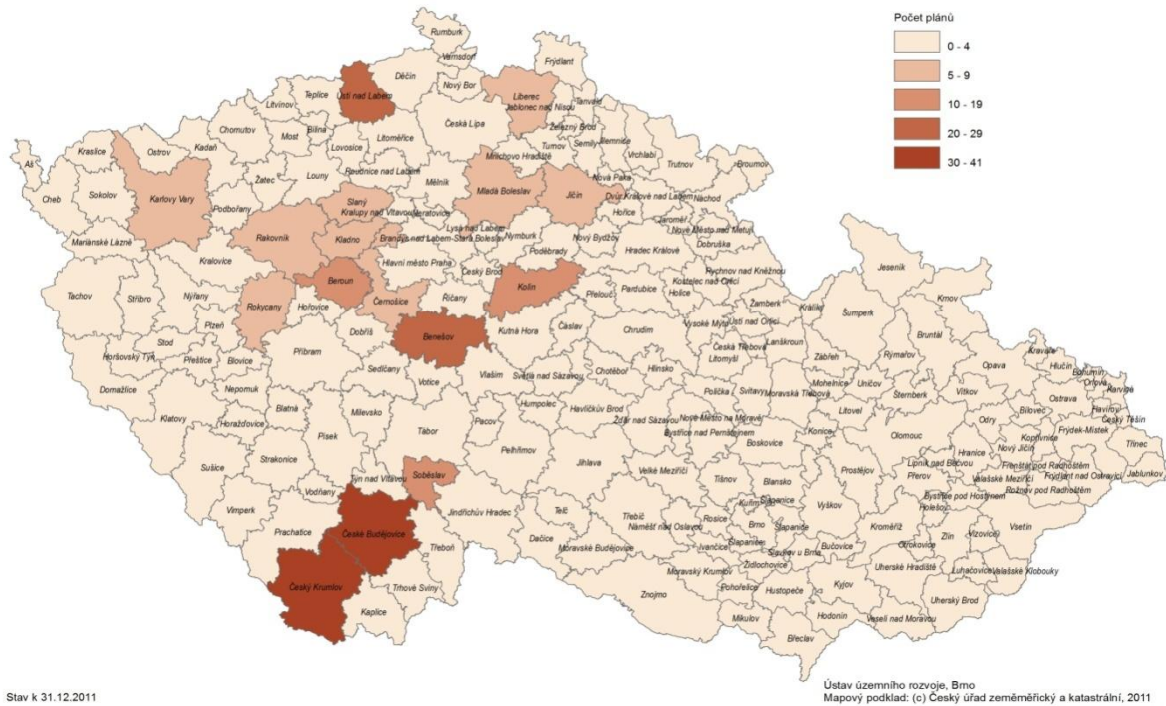 Počet plánů
0 - 4
5 - 9
10 - 19
20 - 29
30 - 41
Rumburk
Varnsdorf
Frýdlant
Děčín
Nový Bor
Ústí nad Labem
Teplice
Liberec
Jablonec nad Nisou
Tanvald
Litvínov
Česká Lípa
Železný Brod
Chomutov
Most
Bílina
Litoměřice
Lovosice
Turnov
Semily
Jilemnice
Vrchlabí
Trutnov
Broumov
Kraslice
Ostrov
Kadaň
Aš
Mnichovo Hradiště
Žatec
Louny
Roudnice nad Labem
Mělník
Nová Paka
Sokolov
Karlovy Vary
Podbořany
Mladá Boleslav
Jičín
Dvůr Králové nad Labem
Náchod
Cheb
Slaný
Kralupy nad Vltavou
Neratovice
Hořice
Jaroměř
Nové Město nad Metují
Rakovník
Kladno
Brandýs nad Labem-Stará Boleslav
Lysá nad Labem
Nymburk
Nový Bydžov
Hradec Králové
Dobruška
Mariánské Lázně
Kralovice
Hlavní město Praha
Český Brod
Poděbrady
Rychnov nad Kněžnou
Kostelec nad Orlicí
Jeseník
Tachov
Stříbro
Nýřany
Beroun
Kolín
Přelouč
Pardubice
Holice
Žamberk
Králíky
Šumperk
Krnov
Rokycany
Hořovice
Černošice
Říčany
Plzeň
Dobříš
Benešov
Kutná Hora
Čáslav
Chrudim
Vysoké Mýto
Ústí nad Orlicí
Bruntál
Stod
Česká Třebová
Lanškroun
Horšovský Týn
Přeštice
Blovice
Příbram
Litomyšl
Zábřeh
Rýmařov
Opava
Kravaře
Hlučín
Bohumín
Orlová
Karviná
Domažlice
Nepomuk
Sedlčany
Votice
Vlašim
Světlá nad Sázavou
Chotěboř
Hlinsko
Polička
Svitavy
Moravská Třebová
Mohelnice
Uničov
Šternberk
Vítkov
Ostrava
Havířov
Český Těšín
Klatovy
Horažďovice
Blatná
Milevsko
Humpolec
Havlíčkův Brod
Žďár nad Sázavou
Nové Město na Moravě
Bystřice nad Pernštejnem
Litovel
Odry
Bílovec
Kopřivnice
Frýdek-Místek
Písek
Tábor
Pacov
Pelhřimov
Boskovice
Konice
Olomouc
Hranice
Nový Jičín
Třinec
Sušice
Strakonice
Jihlava
Velké Meziříčí
Tišnov
Blansko
Prostějov
Lipník nad Bečvou
Přerov
Valašské Meziříčí
Frenštát pod Radhoštěm
Frýdlant nad Ostravicí
Jablunkov
Týn nad Vltavou
Soběslav
Vodňany
Bystřice pod Hostýnem
Rožnov pod Radhoštěm
Holešov
Vimperk
Jindřichův Hradec
Telč
Třebíč
Náměšť nad Oslavou
Rosice
Kuřim
Šlapanice
Brno
Šlapanice
Vyškov
Kroměříž
Vsetín
Prachatice
České Budějovice
Třeboň
Dačice
Moravské Budějovice
Ivančice
Šlapanice
Slavkov u Brna
Bučovice
Otrokovice
Zlín
Vizovice
Český Krumlov
Trhové Sviny
Kaplice
Moravský Krumlov
Židlochovice
Pohořelice
Hustopeče
Kyjov
Uherské Hradiště
Luhačovice
Valašské Klobouky
Znojmo
Uherský Brod
Mikulov
Hodonín
Veselí nad Moravou
Břeclav
Stav k 31.12.2011
Ústav územního rozvoje, Brno
Mapový podklad: (c) Český úřad zeměměřický a katastrální, 2011